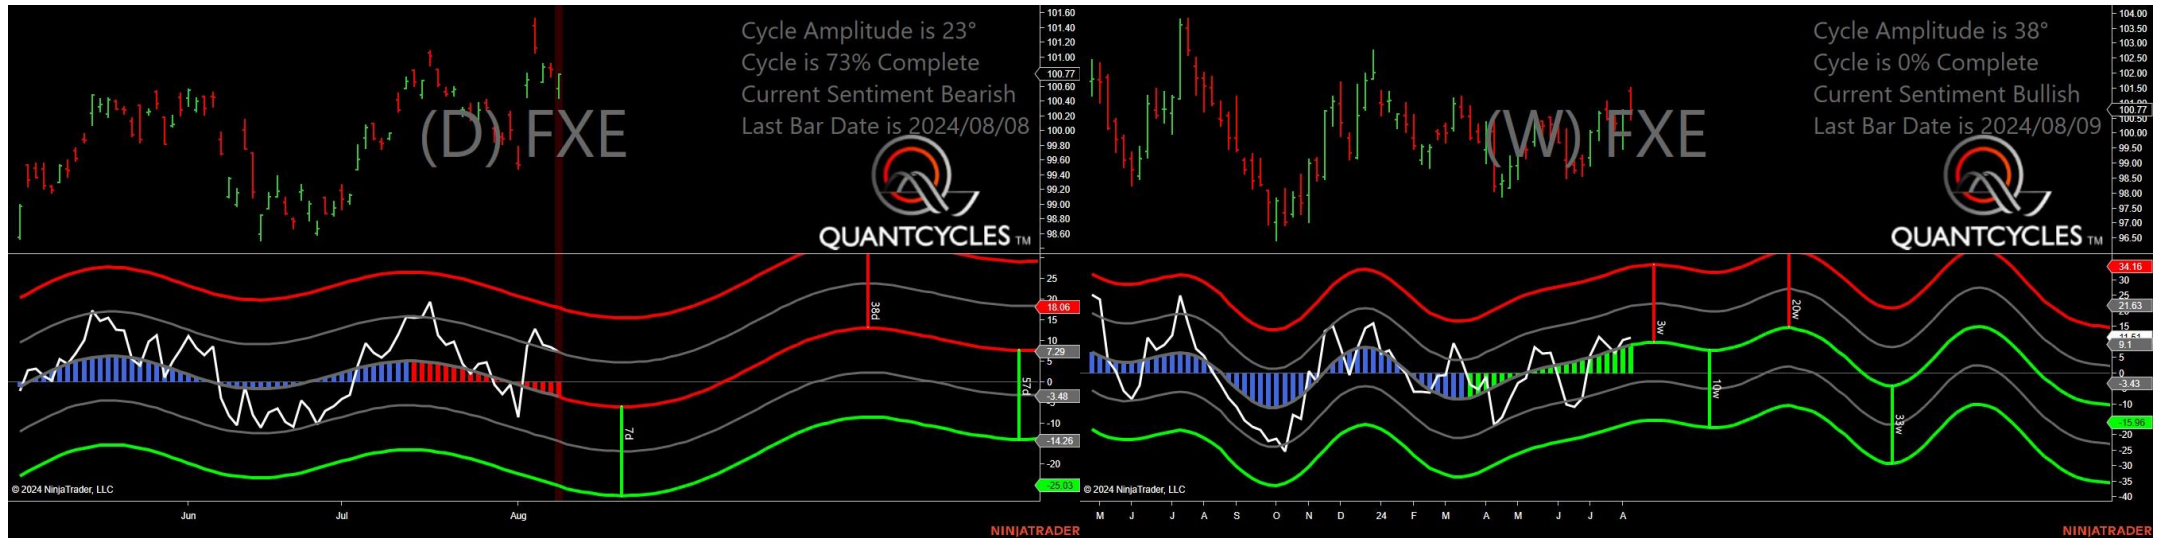 Cycle Amplitude is 23°
Cycle is 73% Complete
Current Sentiment Bearish
Last Bar Date is 2024/08/08
(D) FXE
QUANTCYCLES TM
101.60
101.40
101.20
101.00
100.77
100.60
100.40
100.20
100.00
99.80
99.60
99.40
99.20
99.00
98.80
98.60
38d
7d
57d
25
20
18.06
15
10
7.29
5
0
-3.48
-10
-14.26
-20
-25.03
© 2024 NinjaTrader, LLC
Jun Jul Aug
NINJATRADER
Cycle Amplitude is 38°
Cycle is 0% Complete
Current Sentiment Bullish
Last Bar Date is 2024/08/09
(W) FXE
QUANTCYCLES TM
104.00
103.50
103.00
102.50
102.00
101.50
100.77
100.50
100.00
99.50
99.00
98.50
98.00
97.50
97.00
96.50
3w
20w
10w
33w
34.16
30
25
21.63
15
9.1
5
0
-3.43
-10
-15.96
-20
-25
-30
-35
-40
© 2024 NinjaTrader, LLC
M J J A S O N D 24 F M A M J J A
NINJATRADER